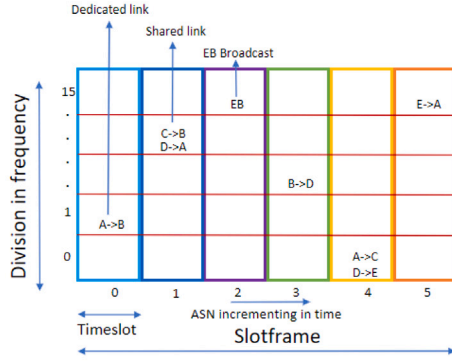 Dedicated link
Shared link
EB Broadcast
Division in frequency
15
EB
E->A
.
C->B
D->A
.
.
B->D
.
1
A->B
0
A->C
D->E
0 1 2 3 4 5
Timeslot
ASN incrementing in time
Slotframe